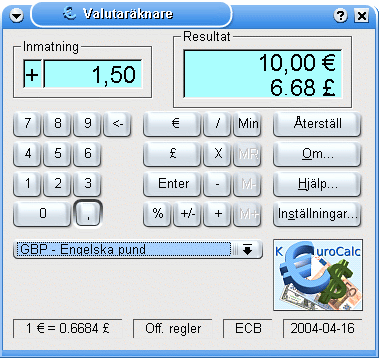 Valutaräknare
Inmatning
Resultat
+ 1,50
10,00 €
6.68 £
7 8 9 <- € / Min Återställ
4 5 6 £ X MR Om...
1 2 3 Enter - M- Hjälp...
0 , % +/- + M+ Inställningar...
GBP - Engelska pund
K EuroCalc
1 € = 0.6684 £ Off. regler ECB 2004-04-16